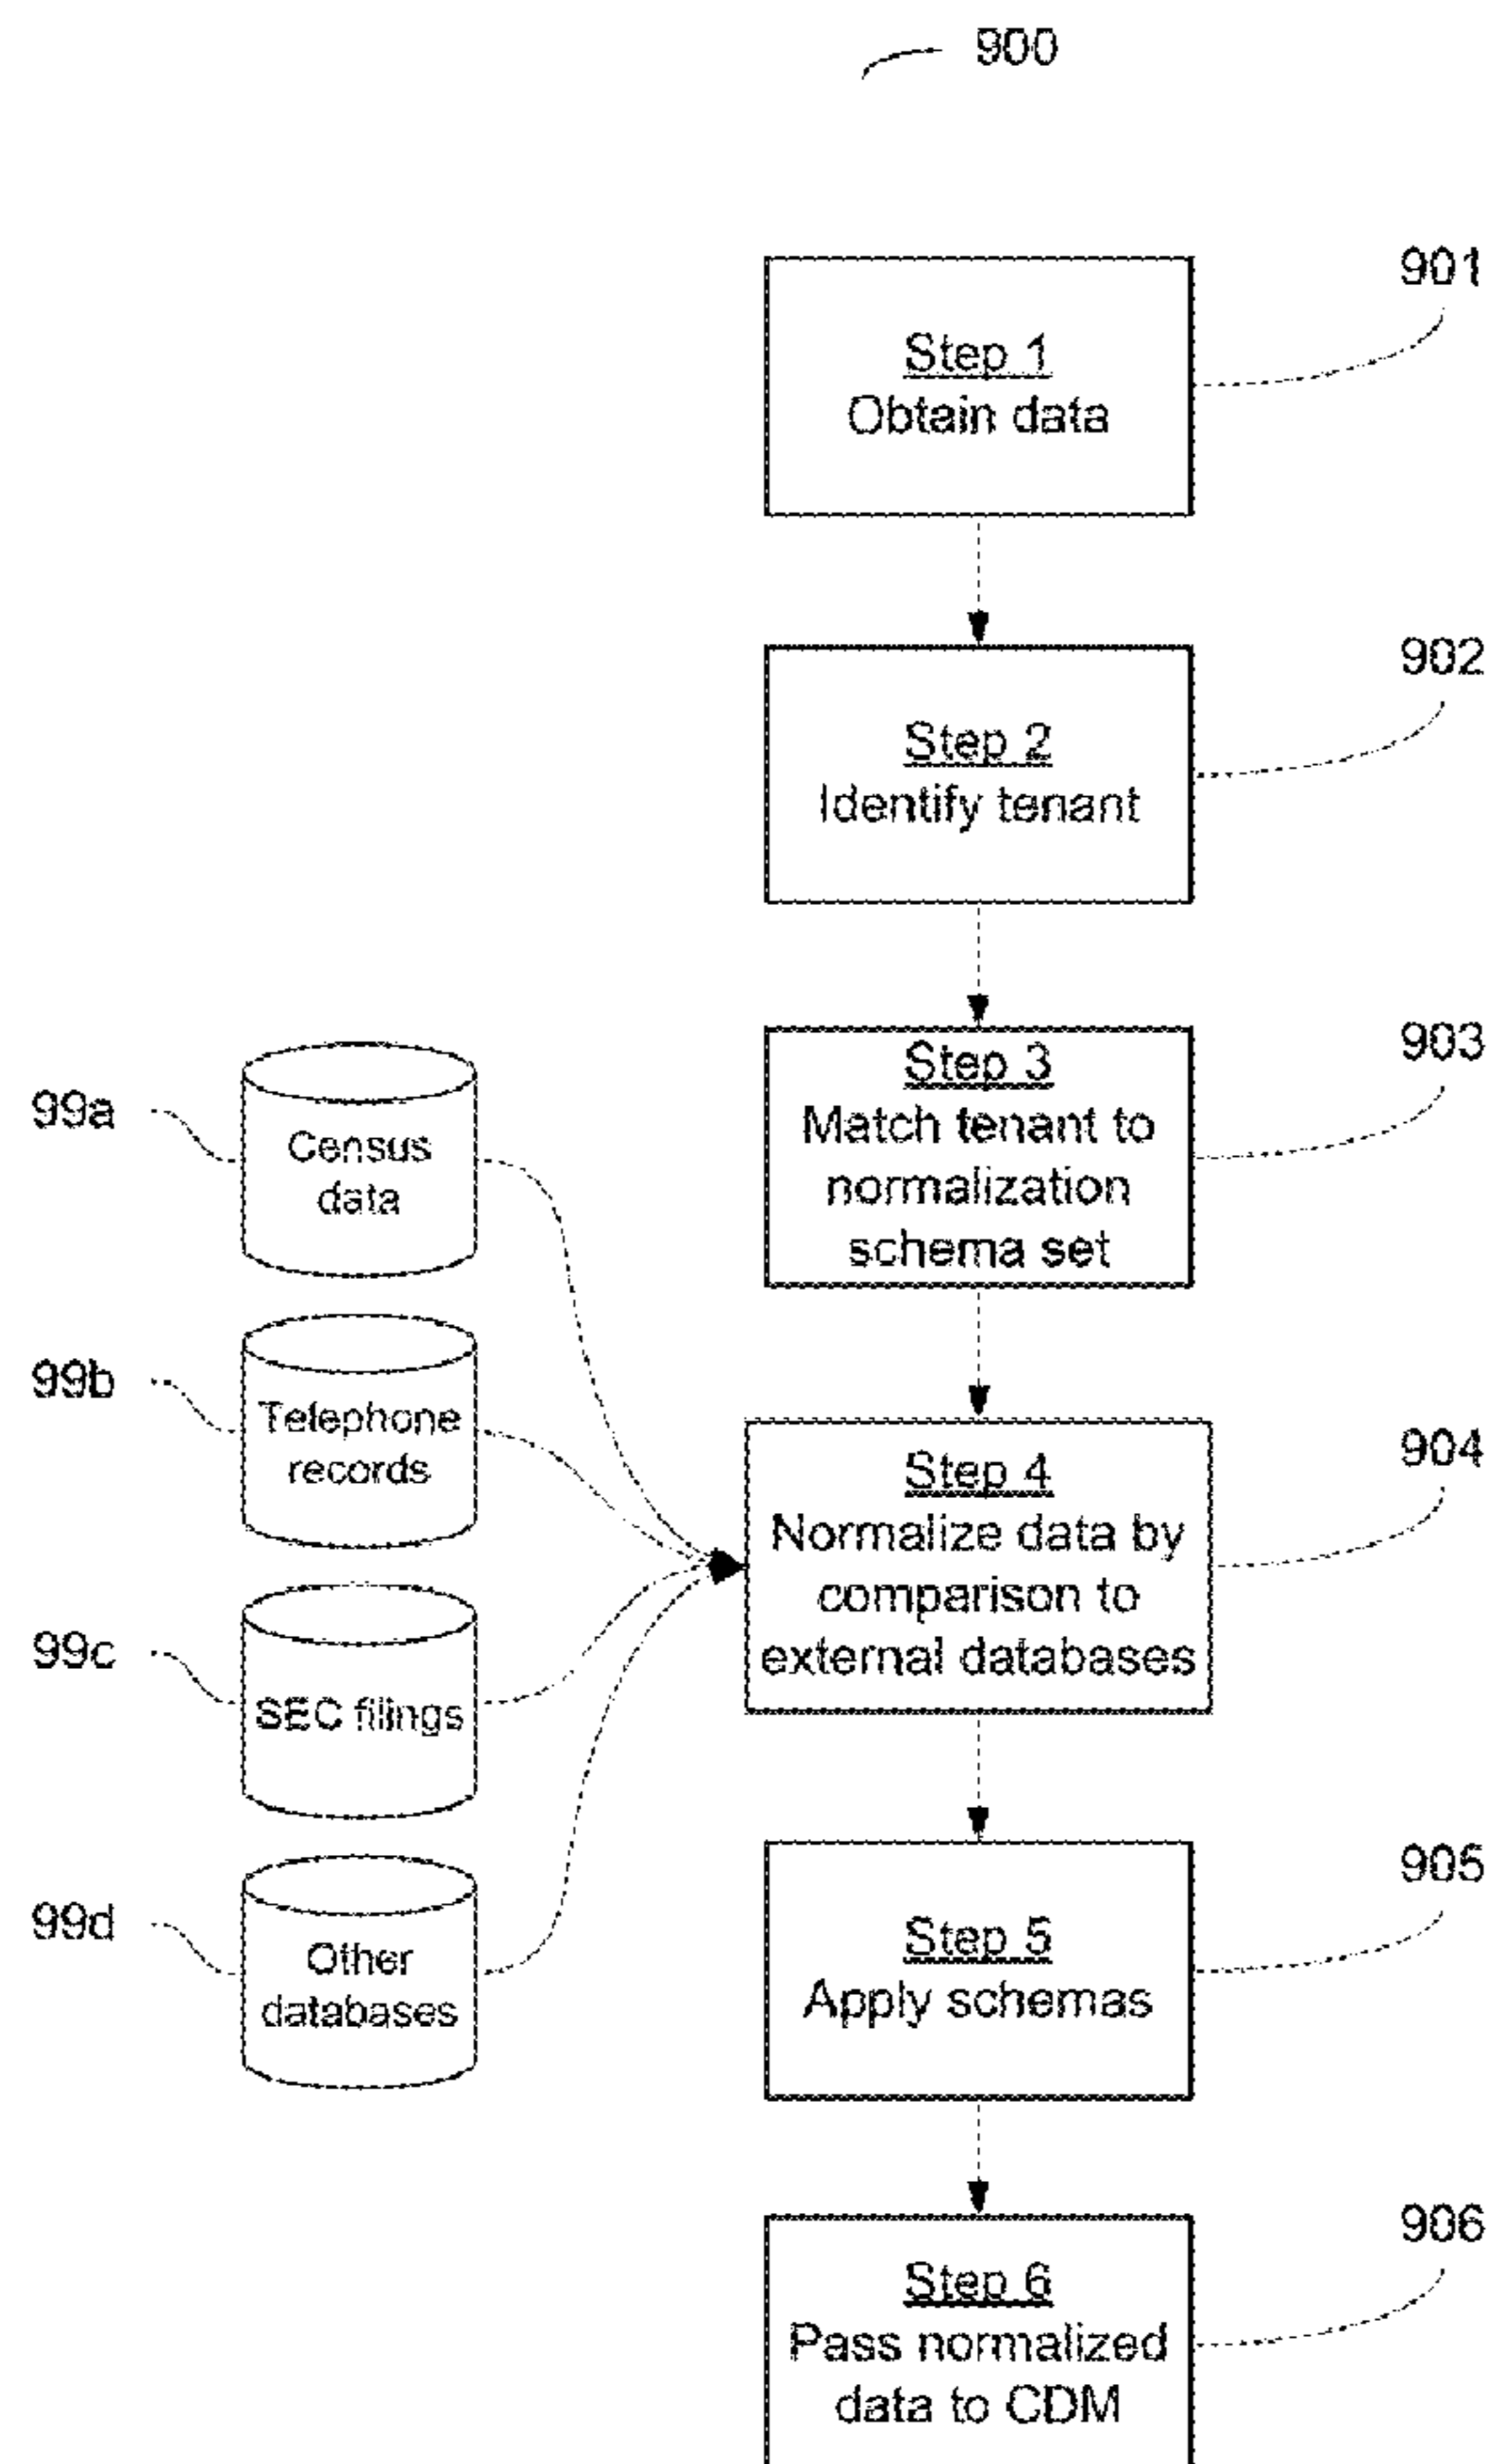 900
901
Step 1
Obtain data
902
Step 2
Identify tenant
903
Step 3
Match tenant to
normalization
schema set
99a
Census
data
99b
Telephone
records
99c
SEC filings
99d
Other
databases
904
Step 4
Normalize data by
comparison to
external databases
905
Step 5
Apply schemas
906
Step 6
Pass normalized
data to CDM